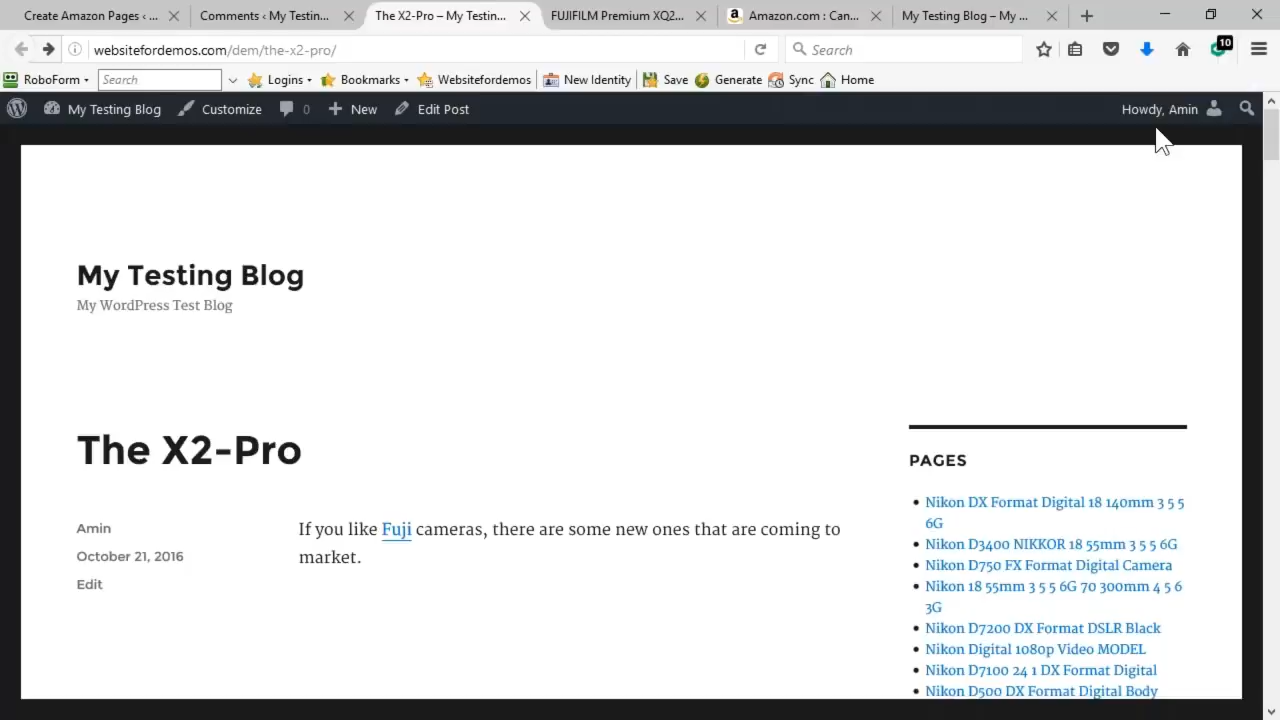 Create Amazon Pages ‹ ...
Comments ‹ My Testin...
The X2-Pro – My Testin...
FUJIFILM Premium XQ2...
a Amazon.com : Can...
My Testing Blog – My ...
websitefordemos.com/dem/the-x2-pro/
Search
10
RoboForm
Search
Logins
Bookmarks
Websitefordemos
New Identity
Save
Generate
Sync
Home
My Testing Blog
Customize
0
New
Edit Post
Howdy, Amin
My Testing Blog
My WordPress Test Blog
The X2-Pro
Amin
October 21, 2016
Edit
If you like Fuji cameras, there are some new ones that are coming to
market.
PAGES
Nikon DX Format Digital 18 140mm 3 5 5
6G
Nikon D3400 NIKKOR 18 55mm 3 5 5 6G
Nikon D750 FX Format Digital Camera
Nikon 18 55mm 3 5 5 6G 70 300mm 4 5 6
3G
Nikon D7200 DX Format DSLR Black
Nikon Digital 1080p Video MODEL
Nikon D7100 24 1 DX Format Digital
Nikon D500 DX Format Digital Body